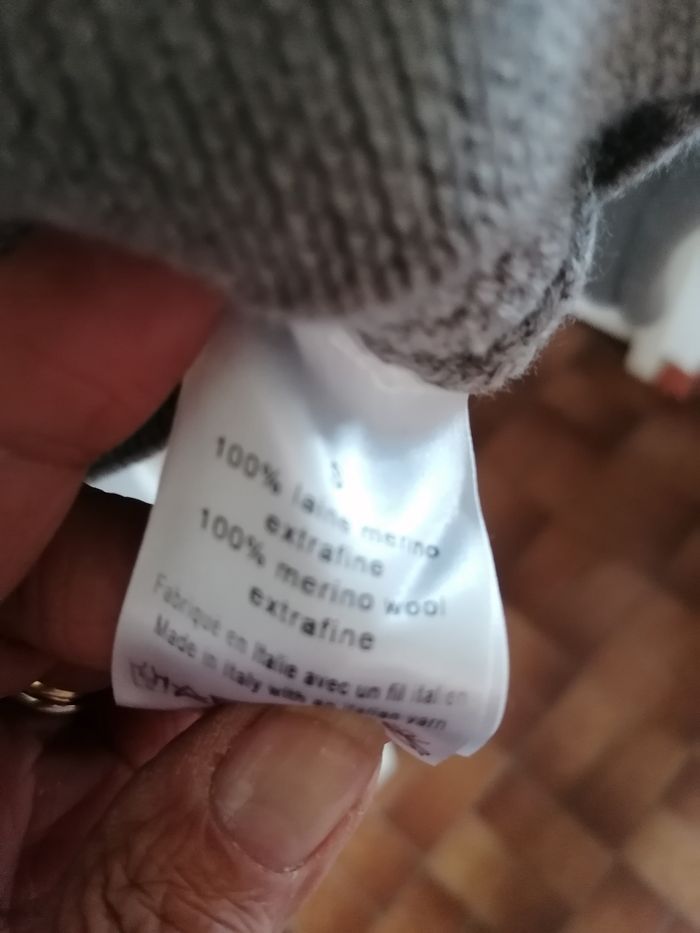 100% laine merino
extrafine
100% merino wool
extrafine
Fabriqué en Italie avec un fil italien
Made in Italy with an italian yarn